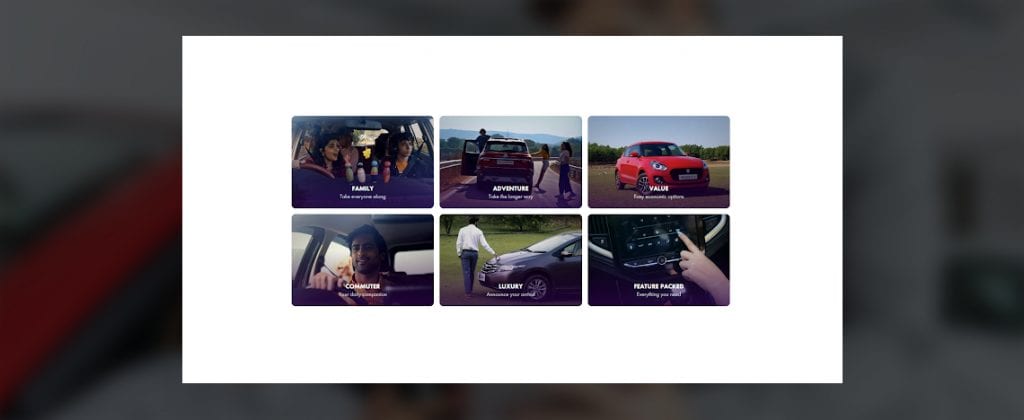 FAMILY
Take everyone along
ADVENTURE
Take the longer way
VALUE
Easy economic options
COMMUTER
Your daily companion
LUXURY
Announce your arrival
FEATURE PACKED
Everything you need